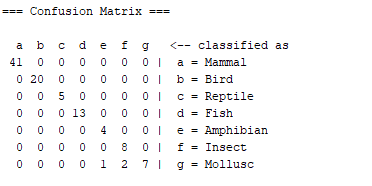 === Confusion Matrix ===
a b c d e f g <-- classified as
41 0 0 0 0 0 0 | a = Mammal
0 20 0 0 0 0 0 | b = Bird
0 0 5 0 0 0 0 | c = Reptile
0 0 0 13 0 0 0 | d = Fish
0 0 0 0 4 0 0 | e = Amphibian
0 0 0 0 0 8 0 | f = Insect
0 0 0 0 1 2 7 | g = Mollusc